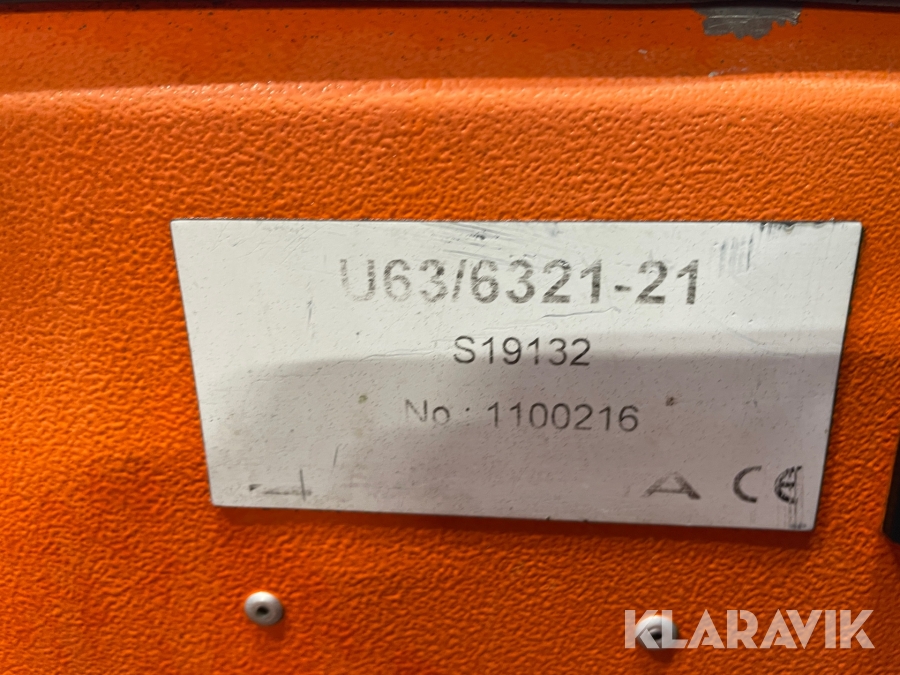 U63/6321-21
S19132
No : 1100216
A CE
KLARAVIK